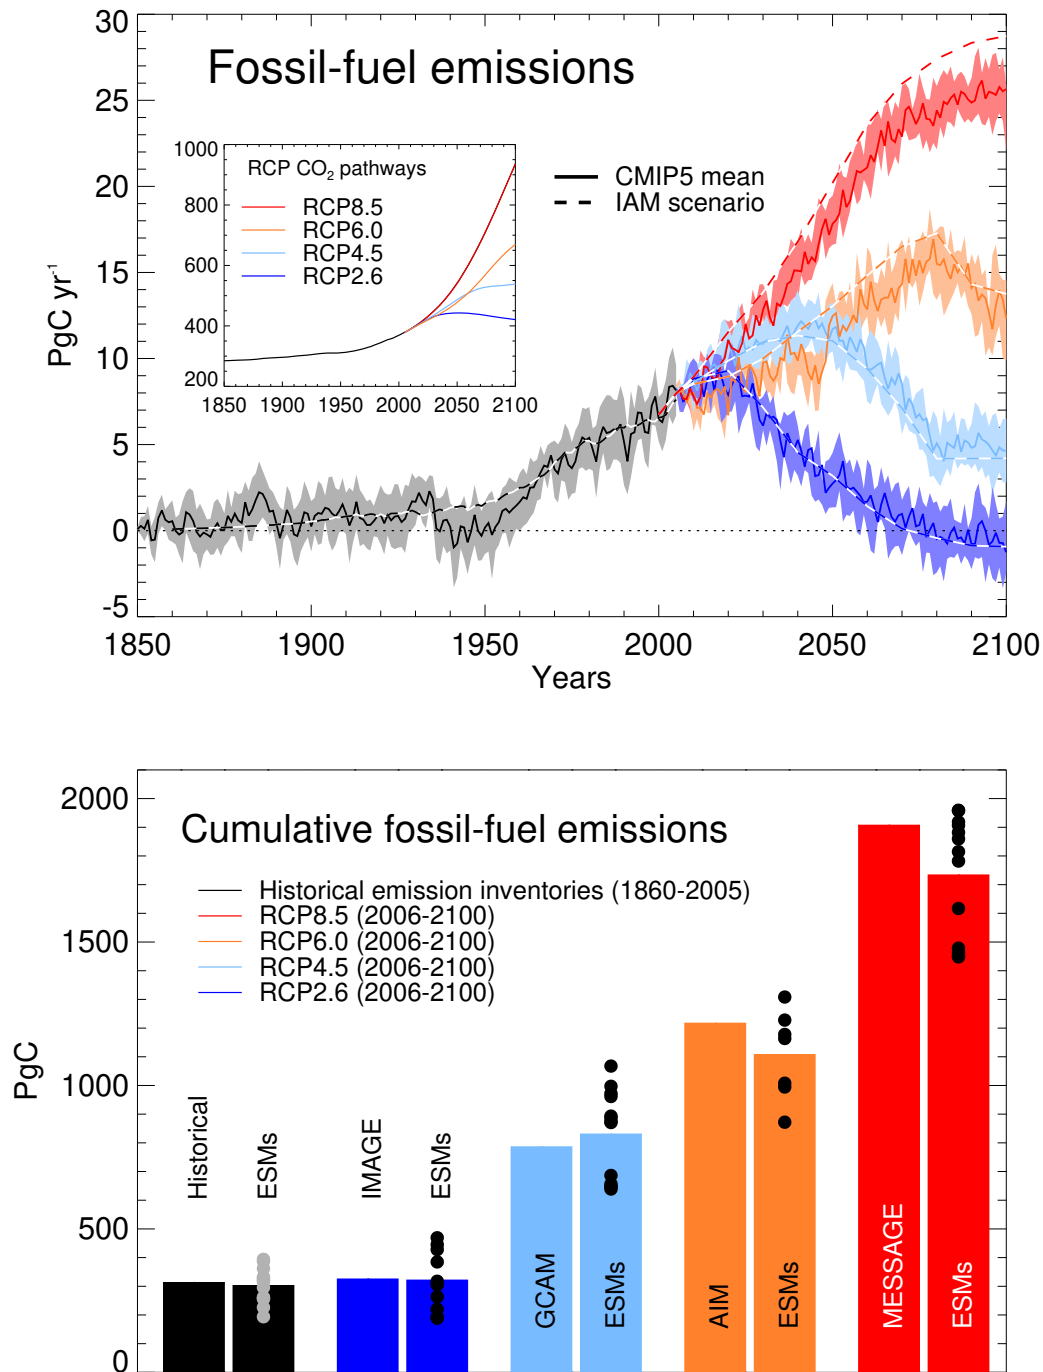 Fossil-fuel emissions
30
25
20
15
10
5
0
-5
PgC yr-1
RCP CO2 pathways
RCP8.5
RCP6.0
RCP4.5
RCP2.6
1000
800
600
400
200
1850 1900 1950 2000 2050 2100
CMIP5 mean
IAM scenario
1850 1900 1950 2000 2050 2100
Years
Cumulative fossil-fuel emissions
Historical emission inventories (1860-2005)
RCP8.5 (2006-2100)
RCP6.0 (2006-2100)
RCP4.5 (2006-2100)
RCP2.6 (2006-2100)
2000
1500
1000
500
0
PgC
Historical
ESMs
IMAGE
ESMs
GCAM
ESMs
AIM
ESMs
MESSAGE
ESMs